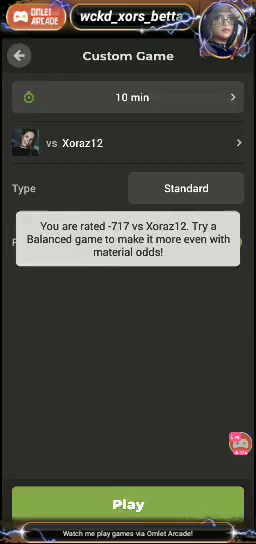 OMLET
ARCADE
wckd_xors_betta
Custom Game
10 min
vs Xoraz12
Type
Standard
You are rated -717 vs Xoraz12. Try a
Balanced game to make it more even with
material odds!
Play
Watch me play games via Omlet Arcade!